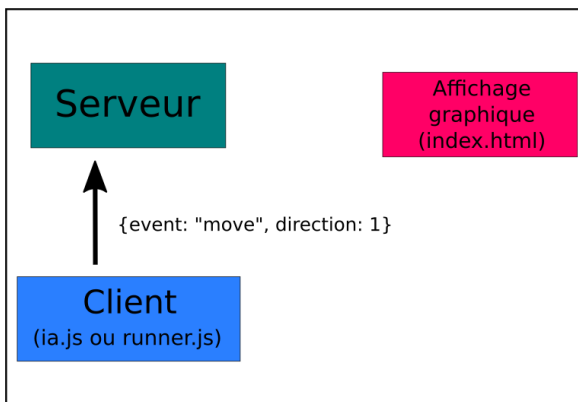 Serveur
Affichage
graphique
(index.html)
{event: "move", direction: 1}
Client
(ia.js ou runner.js)